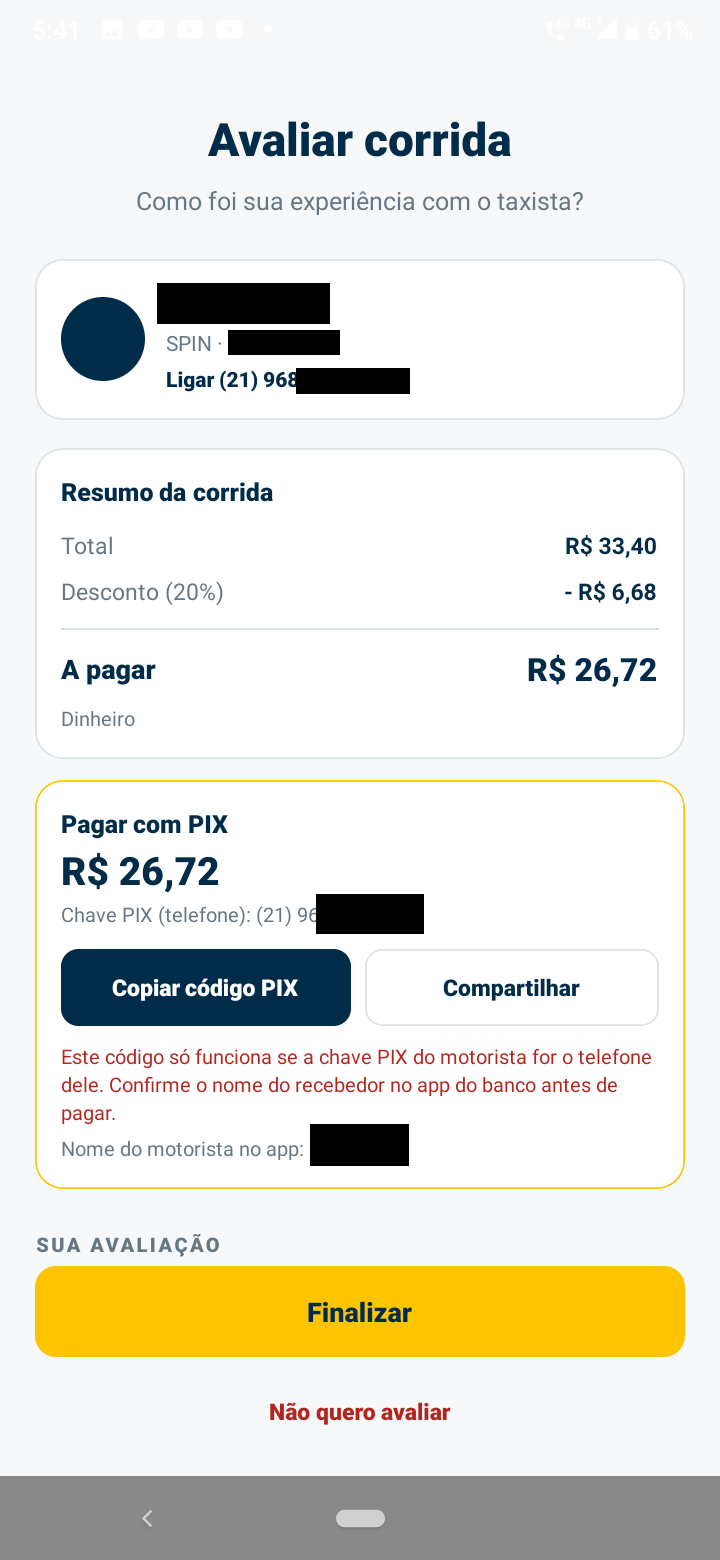 5:41
4G 4G 61%
Avaliar corrida
Como foi sua experiência com o taxista?
SPIN ·
Ligar (21) 968
Resumo da corrida
Total R$ 33,40
Desconto (20%) - R$ 6,68
A pagar R$ 26,72
Dinheiro
Pagar com PIX
R$ 26,72
Chave PIX (telefone): (21) 96
Copiar código PIX Compartilhar
Este código só funciona se a chave PIX do motorista for o telefone
dele. Confirme o nome do recebedor no app do banco antes de
pagar.
Nome do motorista no app:
SUA AVALIAÇÃO
Finalizar
Não quero avaliar